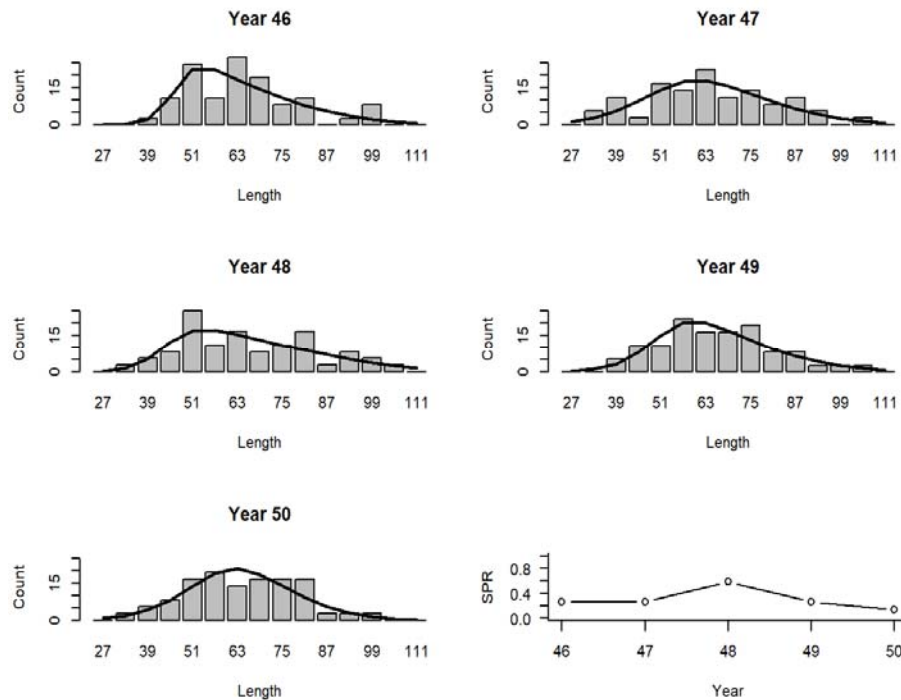 Year 46
Count
0 15
27 39 51 63 75 87 99 111
Length
Year 47
Count
0 15
27 39 51 63 75 87 99 111
Length
Year 48
Count
0 15
27 39 51 63 75 87 99 111
Length
Year 49
Count
0 15
27 39 51 63 75 87 99 111
Length
Year 50
Count
0 15
27 39 51 63 75 87 99 111
Length
SPR
0.8
0.4
0.0
46 47 48 49 50
Year